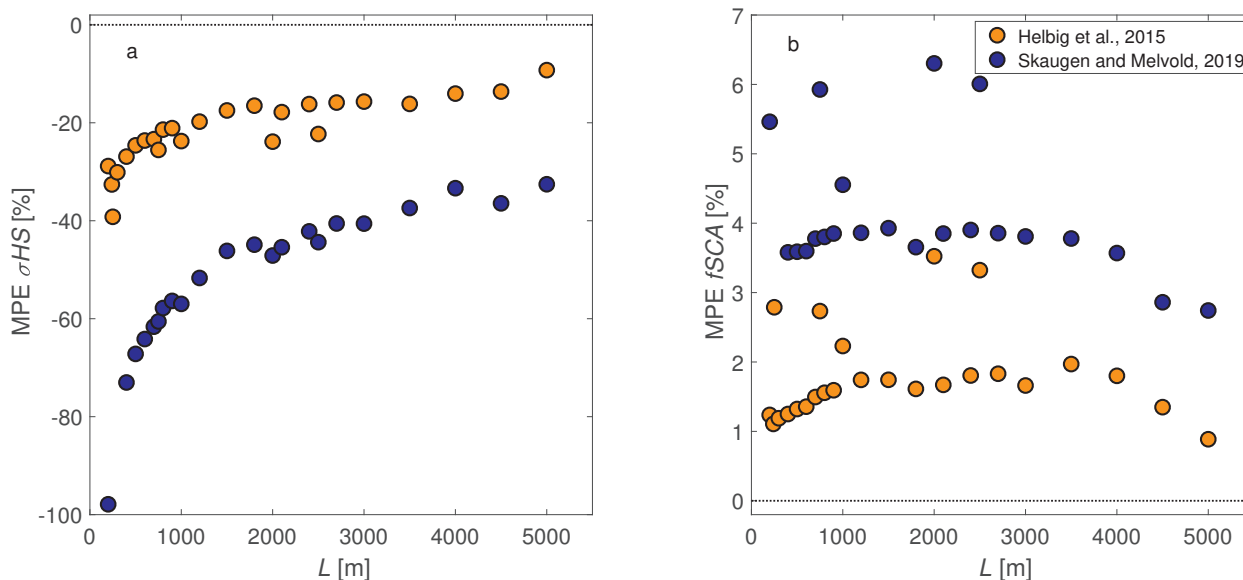 a
0
-20
-40
-60
-80
-100
MPE σHS [%]
0 1000 2000 3000 4000 5000
L [m]
b
Helbig et al., 2015
Skaugen and Melvold, 2019
7
6
5
4
3
2
1
0
MPE fSCA [%]
0 1000 2000 3000 4000 5000
L [m]